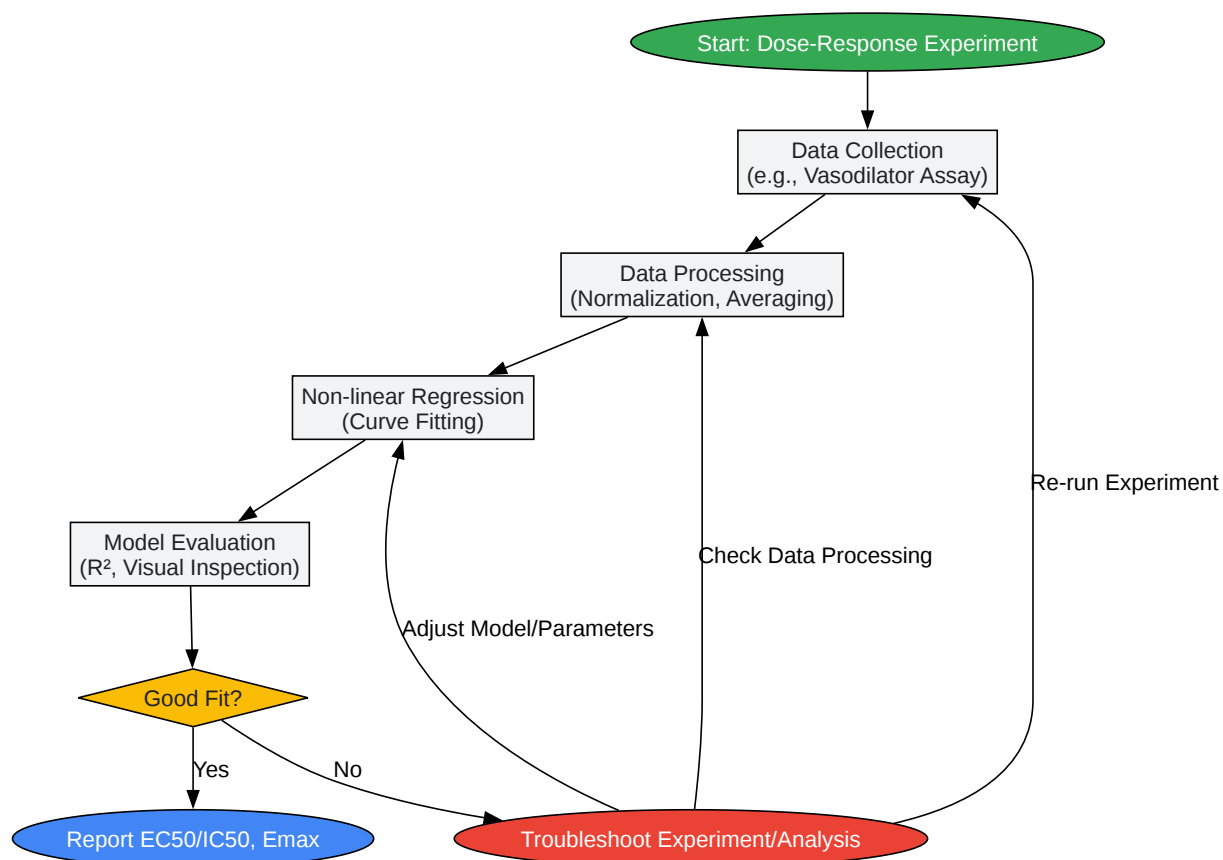 Start: Dose-Response Experiment
Data Collection
(e.g., Vasodilator Assay)
Data Processing
(Normalization, Averaging)
Non-linear Regression
(Curve Fitting)
Re-run Experiment
Model Evaluation
(R², Visual Inspection)
Check Data Processing
Adjust Model/Parameters
Good Fit?
Yes
No
Report EC50/IC50, Emax
Troubleshoot Experiment/Analysis